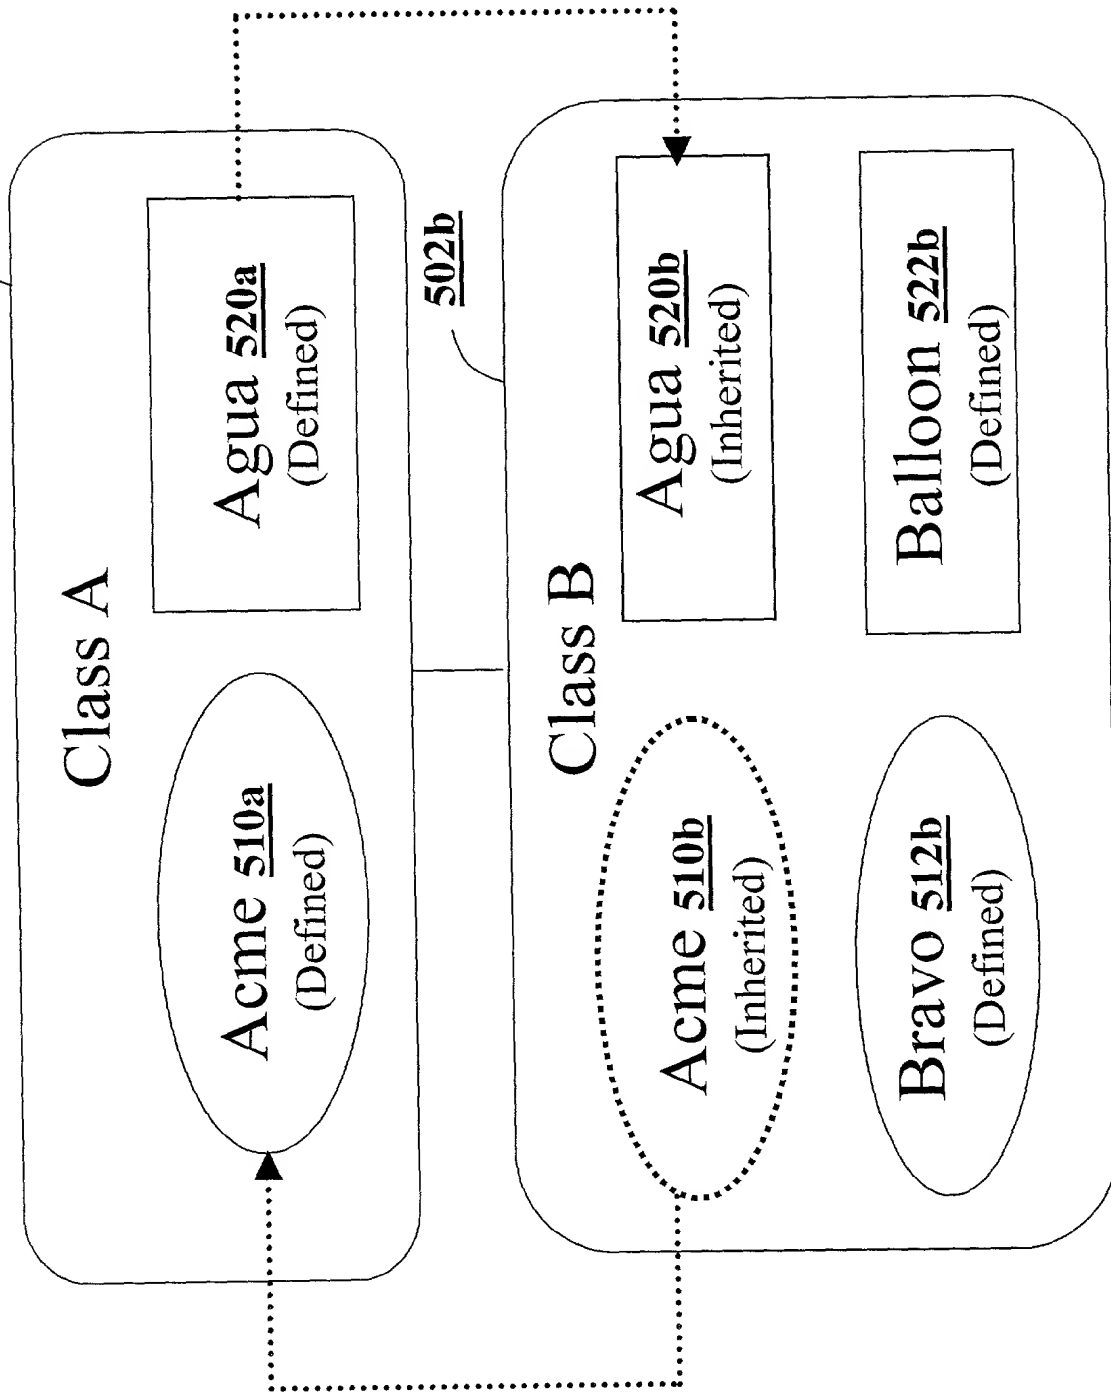 Class A
Acme 510a
(Defined)
Agua 520a
(Defined)
502b
Class B
Acme 510b
(Inherited)
Agua 520b
(Inherited)
Bravo 512b
(Defined)
Balloon 522b
(Defined)